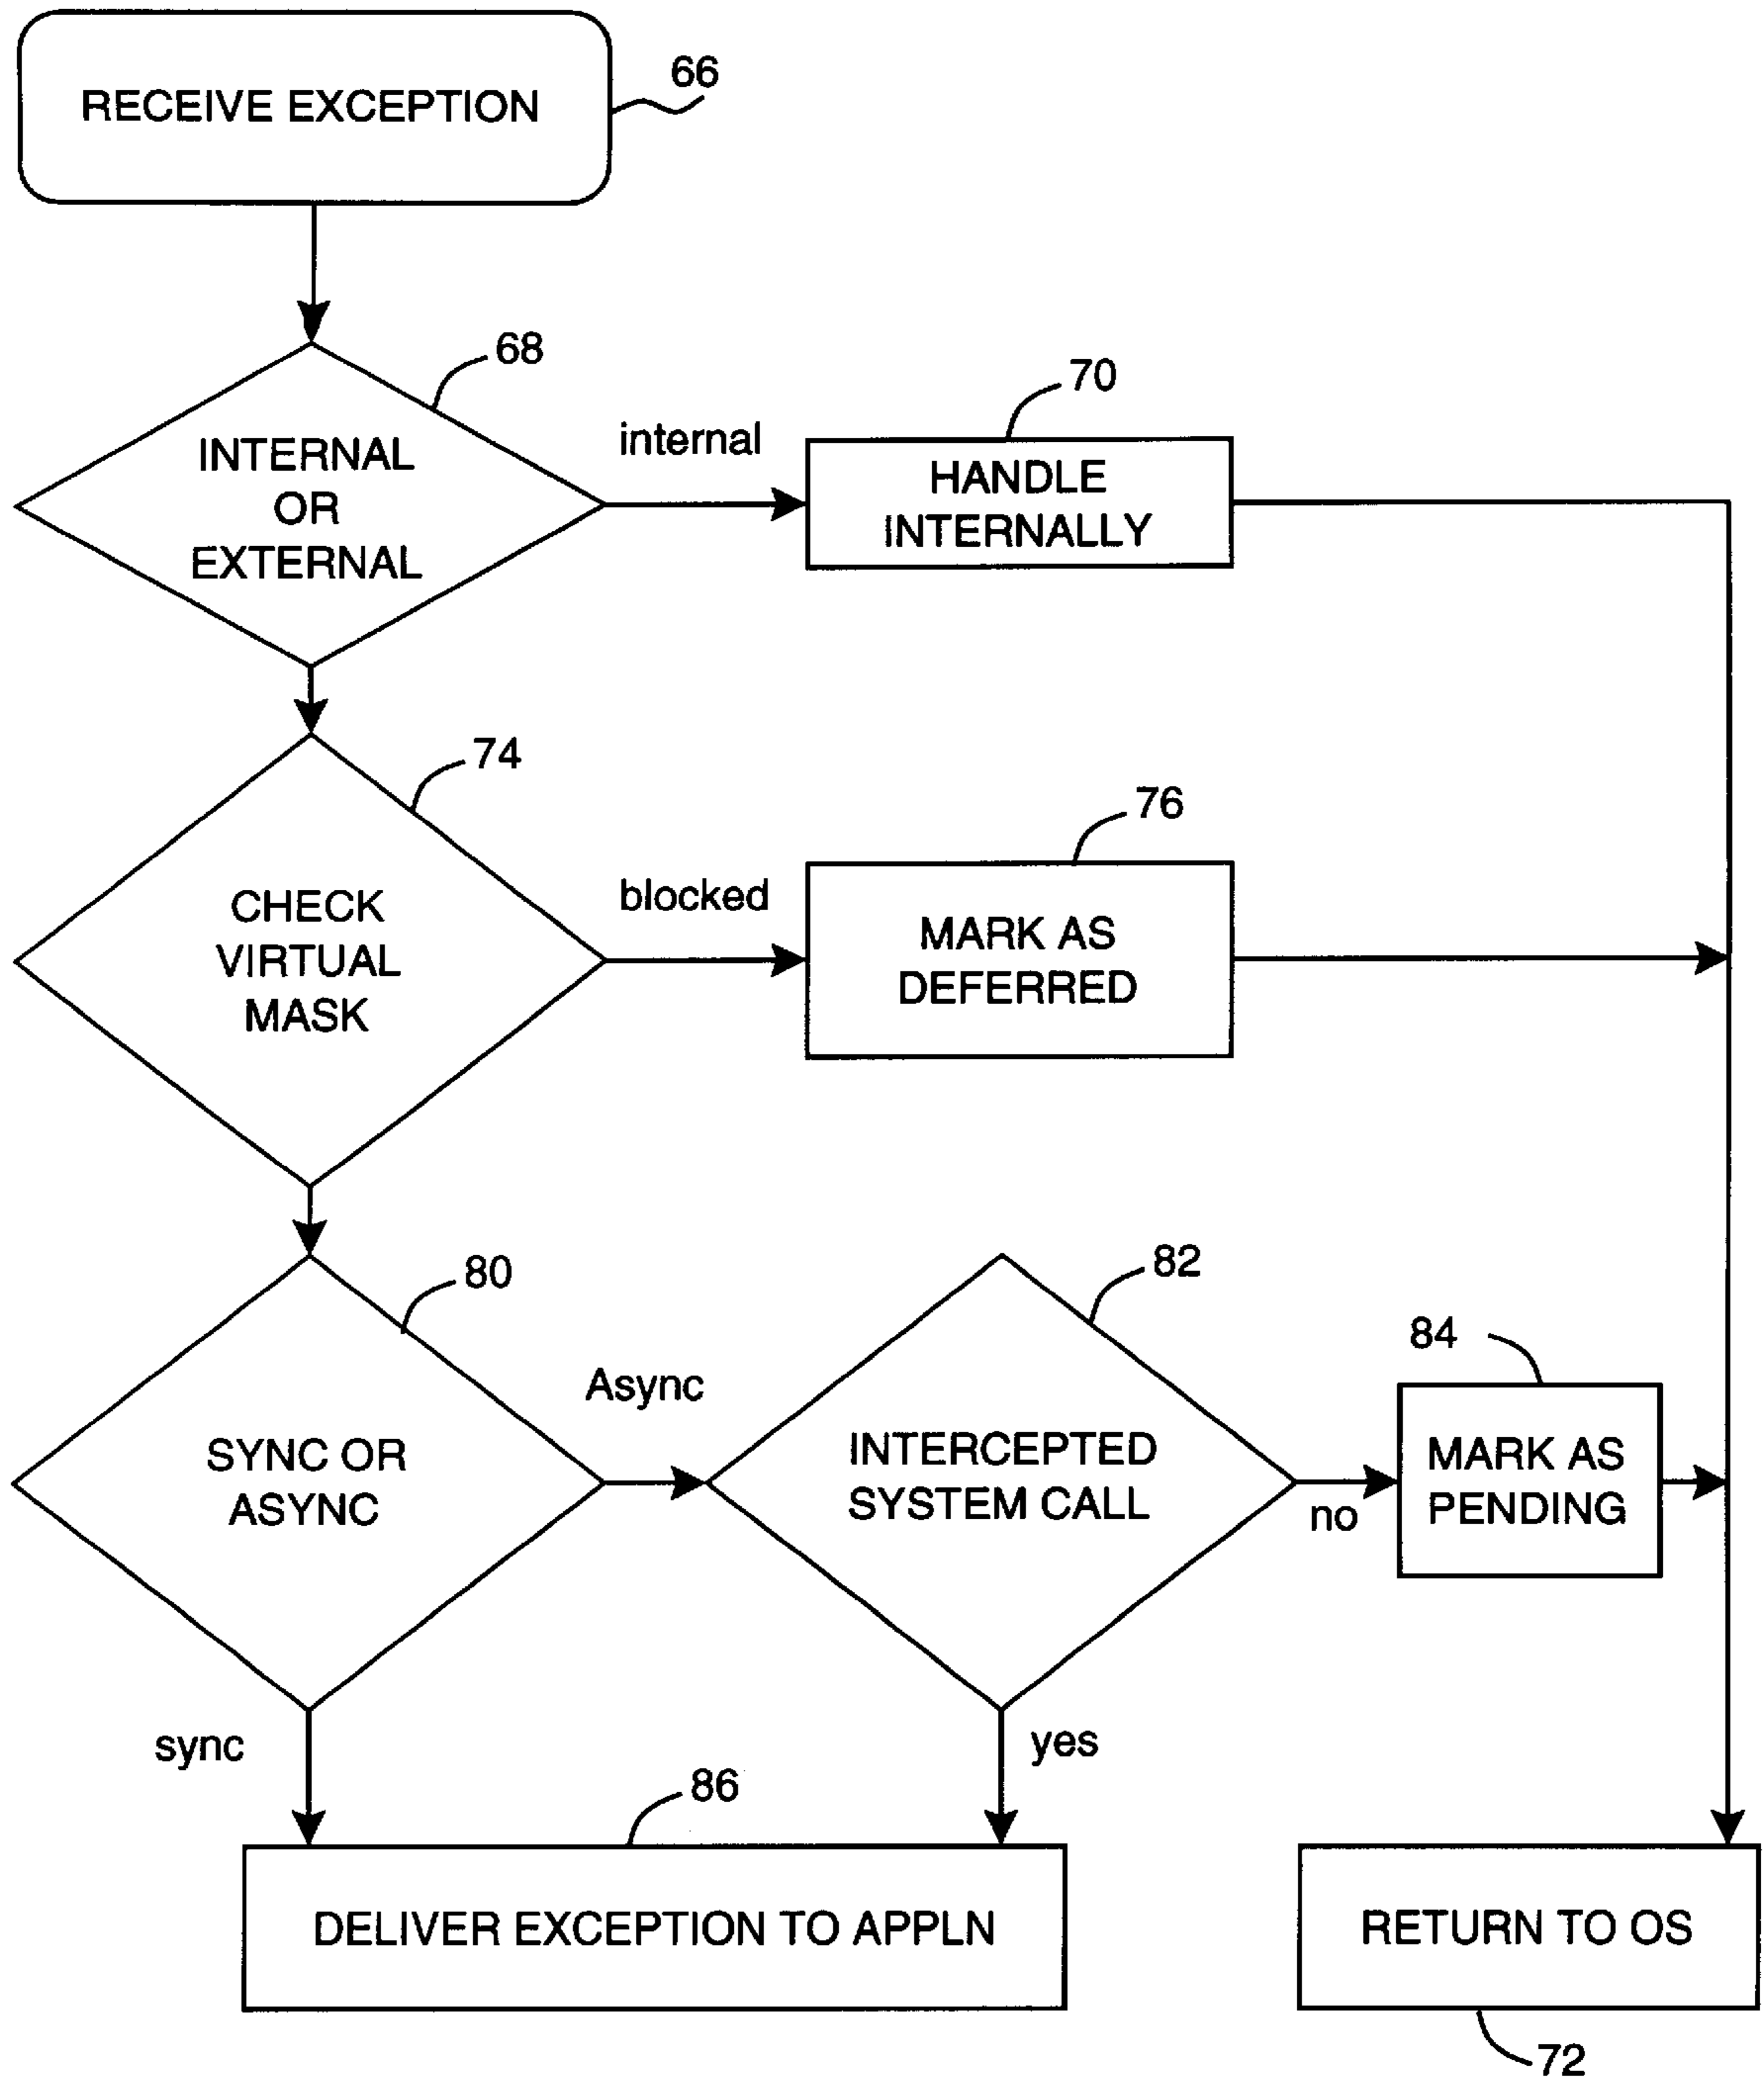 RECEIVE EXCEPTION
66
68
INTERNAL
OR
EXTERNAL
internal
70
HANDLE
INTERNALLY
74
CHECK
VIRTUAL
MASK
blocked
76
MARK AS
DEFERRED
80
SYNC OR
ASYNC
Async
82
INTERCEPTED
SYSTEM CALL
no
84
MARK AS
PENDING
sync
yes
86
DELIVER EXCEPTION TO APPLN
RETURN TO OS
72